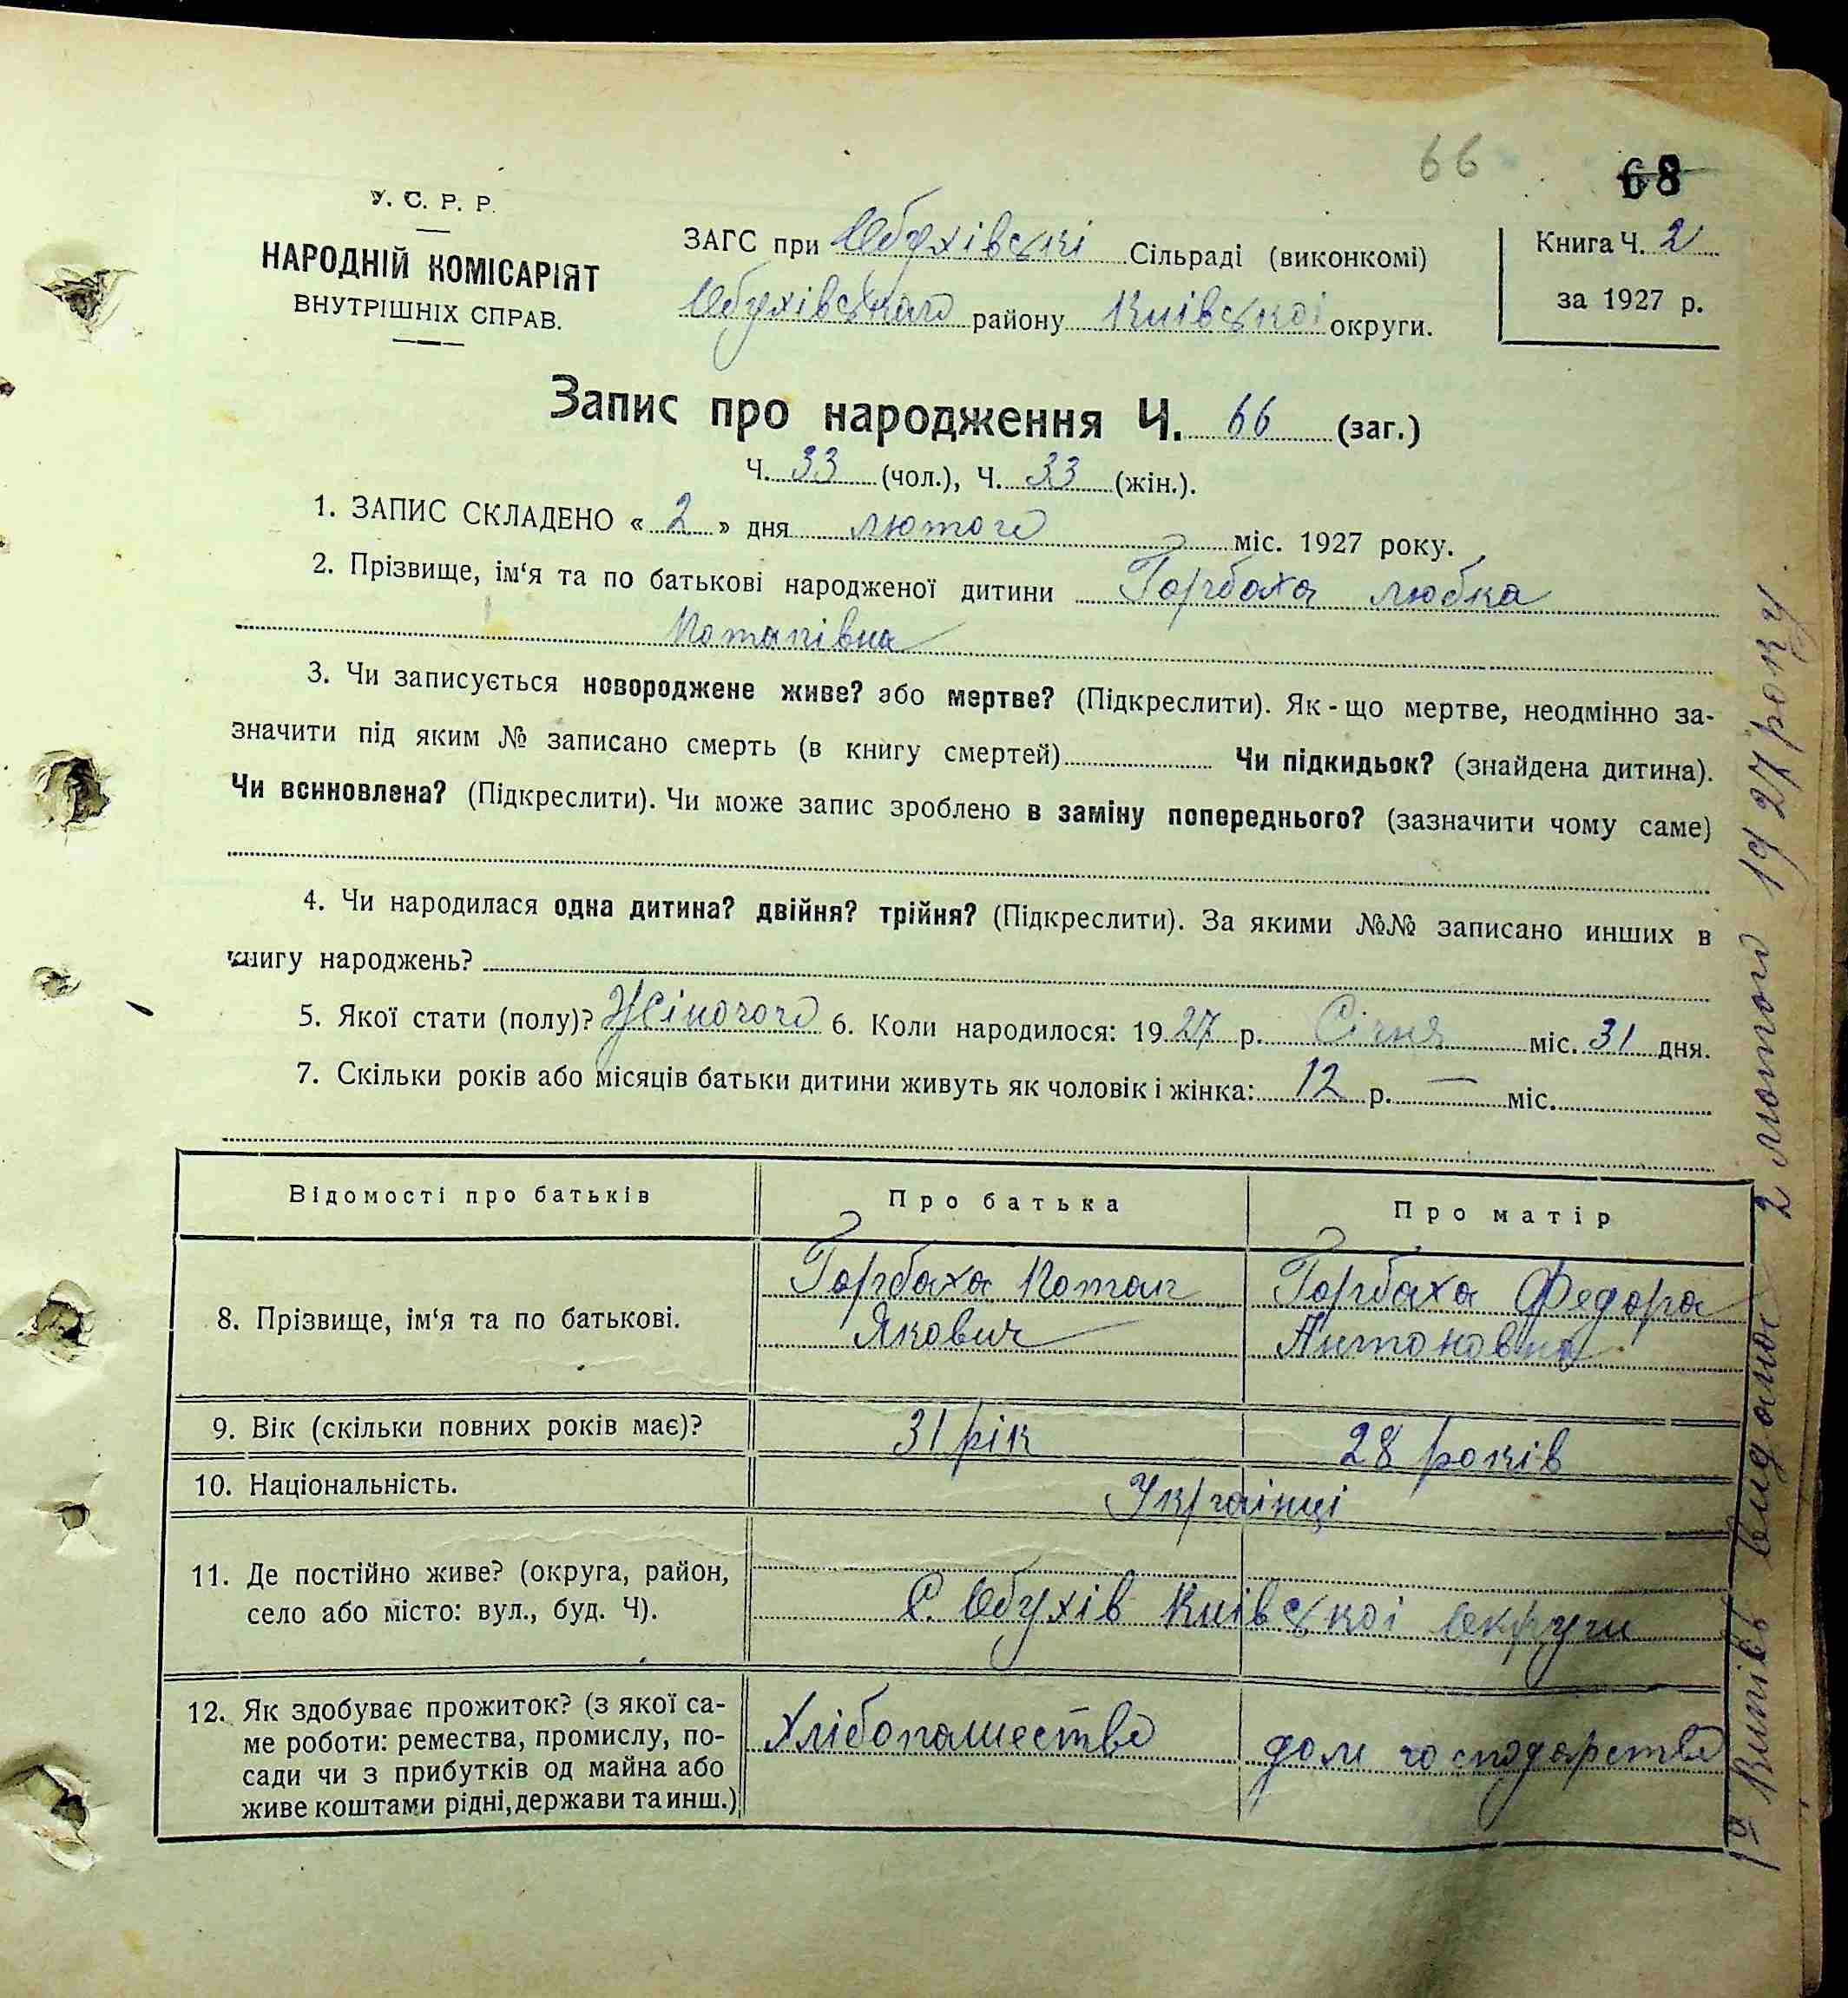 66
68
У. С. Р. Р.
НАРОДНІЙ КОМІСАРІЯТ
ВНУТРІШНІХ СПРАВ.
ЗАГС при Обухівські Сільраді (виконкомі)
Обухівського району Київської округи.
Книга Ч. 2
за 1927 р.
Запис про народження Ч. 66 (заг.)
Ч. 33 (чол.), Ч. 33 (жін.).
1. ЗАПИС СКЛАДЕНО « 2 » дня лютого міс. 1927 року.
2. Прізвище, ім‘я та по батькові народженої дитини Горбаха любка
Потапівна
3. Чи записується новороджене живе? або мертве? (Підкреслити). Як-що мертве, неодмінно за-
значити під яким № записано смерть (в книгу смертей) Чи підкидьок? (знайдена дитина).
Чи всиновлена? (Підкреслити). Чи може запис зроблено в заміну попереднього? (зазначити чому саме)
4. Чи народилася одна дитина? двійня? трійня? (Підкреслити). За якими №№ записано инших в
книгу народжень?
5. Якої стати (полу)? Жіночого 6. Коли народилося: 1927 р. Січня міс. 31 дня.
7. Скільки років або місяців батьки дитини живуть як чоловік і жінка: 12 р. — міс.
Відомості про батьків Про батька Про матір
8. Прізвище, ім‘я та по батькові. Горбаха Потап Горбаха Федора
Якович Антоновна
9. Вік (скільки повних років має)? 31 рік 28 років
10. Національність. Українці
11. Де постійно живе? (округа, район,
село або місто: вул., буд. Ч). С. Обухів Київської Округи
12. Як здобуває прожиток? (з якої са-
ме роботи: ремества, промислу, по-
сади чи з прибутків од майна або
живе коштами рідні, держави та инш.) Хлібопашество дом господарство
Випись видано 2 лютого 1927 року